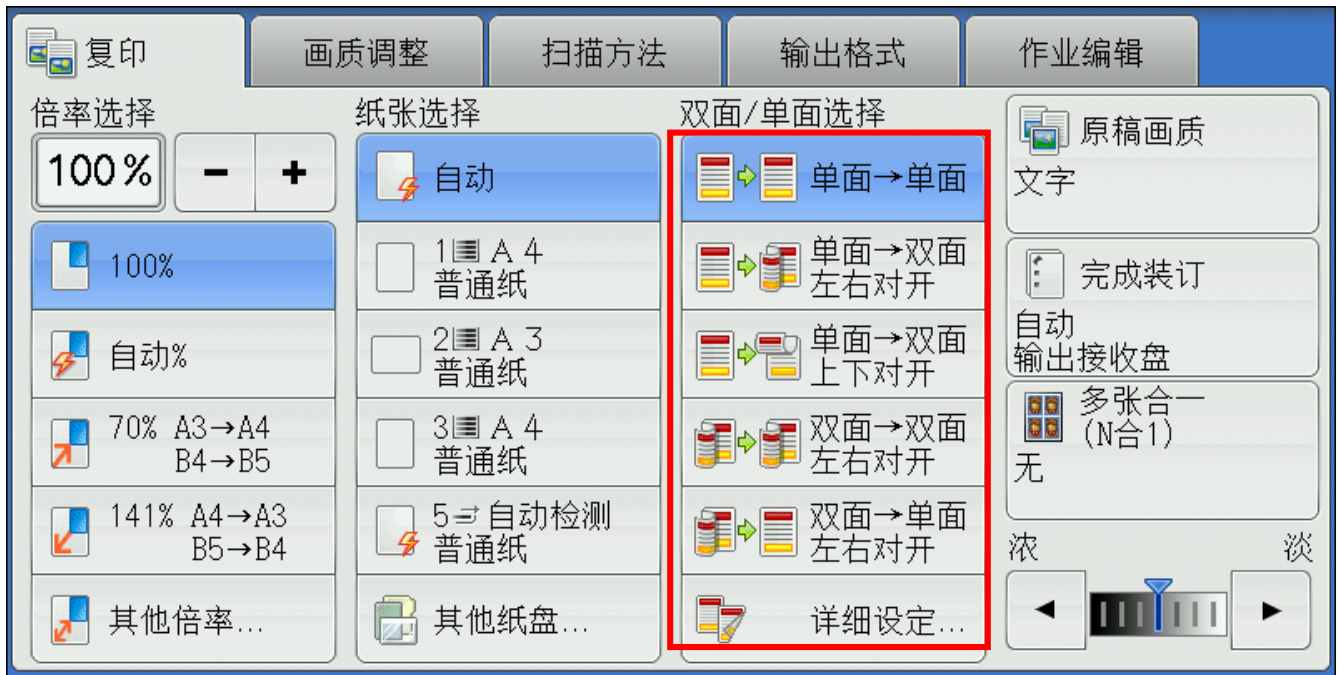 复印
画质调整
扫描方法
输出格式
作业编辑
倍率选择
100%
－ ＋
100%
自动%
70% A3→A4
B4→B5
141% A4→A3
B5→B4
其他倍率...
纸张选择
自动
1 A 4
普通纸
2 A 3
普通纸
3 A 4
普通纸
5 自动检测
普通纸
其他纸盘...
双面/单面选择
单面→单面
单面→双面
左右对开
单面→双面
上下对开
双面→双面
左右对开
双面→单面
左右对开
详细设定...
原稿画质
文字
完成装订
自动
输出接收盘
多张合一
(N合1)
无
浓 淡